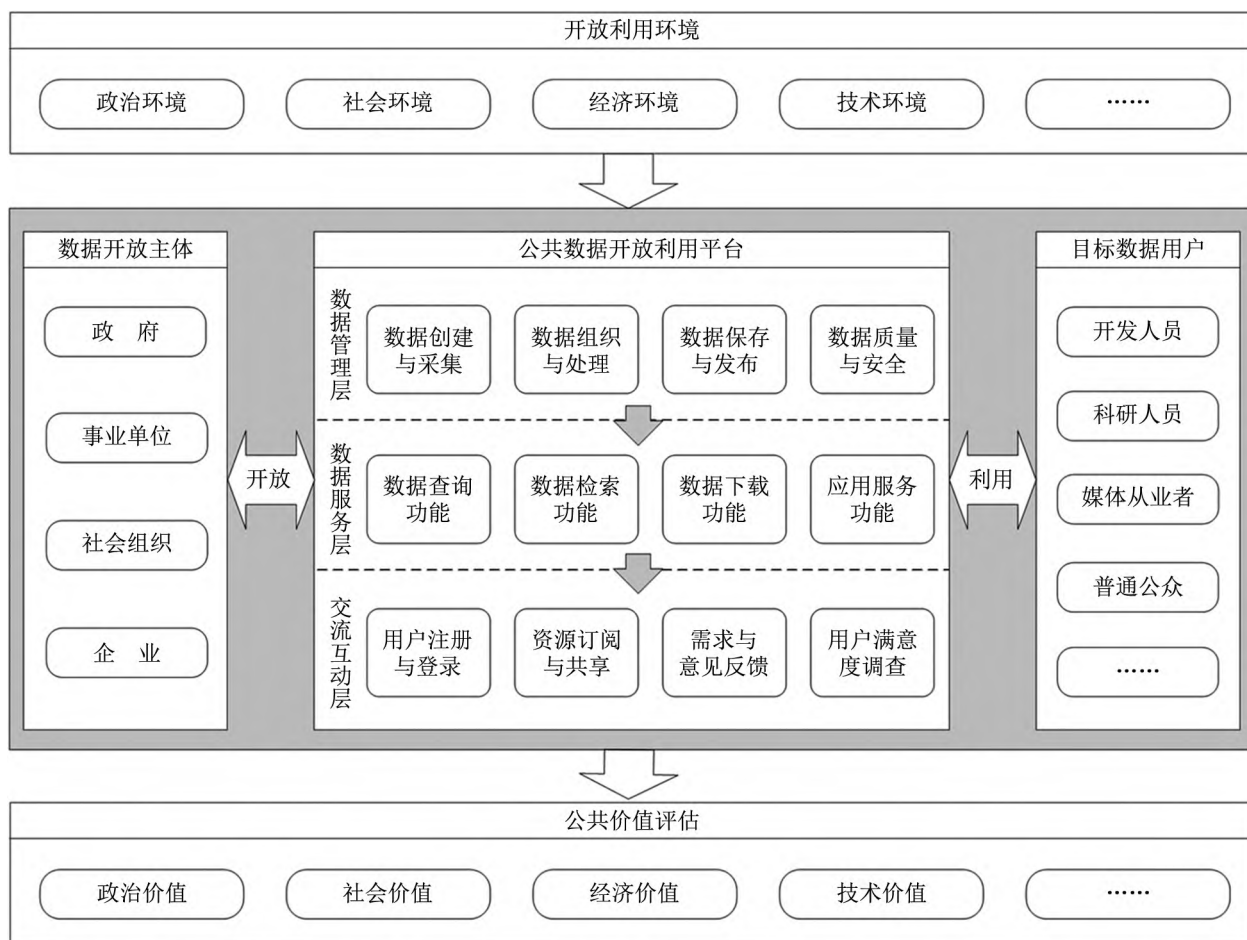 开放利用环境
政治环境
社会环境
经济环境
技术环境
……
数据开放主体
政 府
事业单位
社会组织
企 业
开放
公共数据开放利用平台
数据管理层
数据创建
与采集
数据组织
与处理
数据保存
与发布
数据质量
与安全
数据服务层
数据查询
功能
数据检索
功能
数据下载
功能
应用服务
功能
交流互动层
用户注册
与登录
资源订阅
与共享
需求与
意见反馈
用户满意
度调查
利用
目标数据用户
开发人员
科研人员
媒体从业者
普通公众
……
公共价值评估
政治价值
社会价值
经济价值
技术价值
……